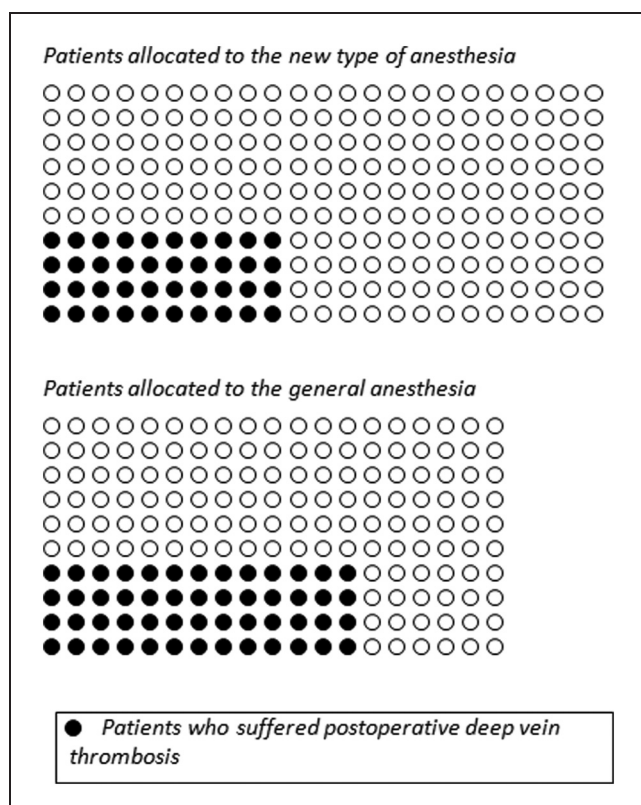 Patients allocated to the new type of anesthesia
Patients allocated to the general anesthesia
Patients who suffered postoperative deep vein
thrombosis